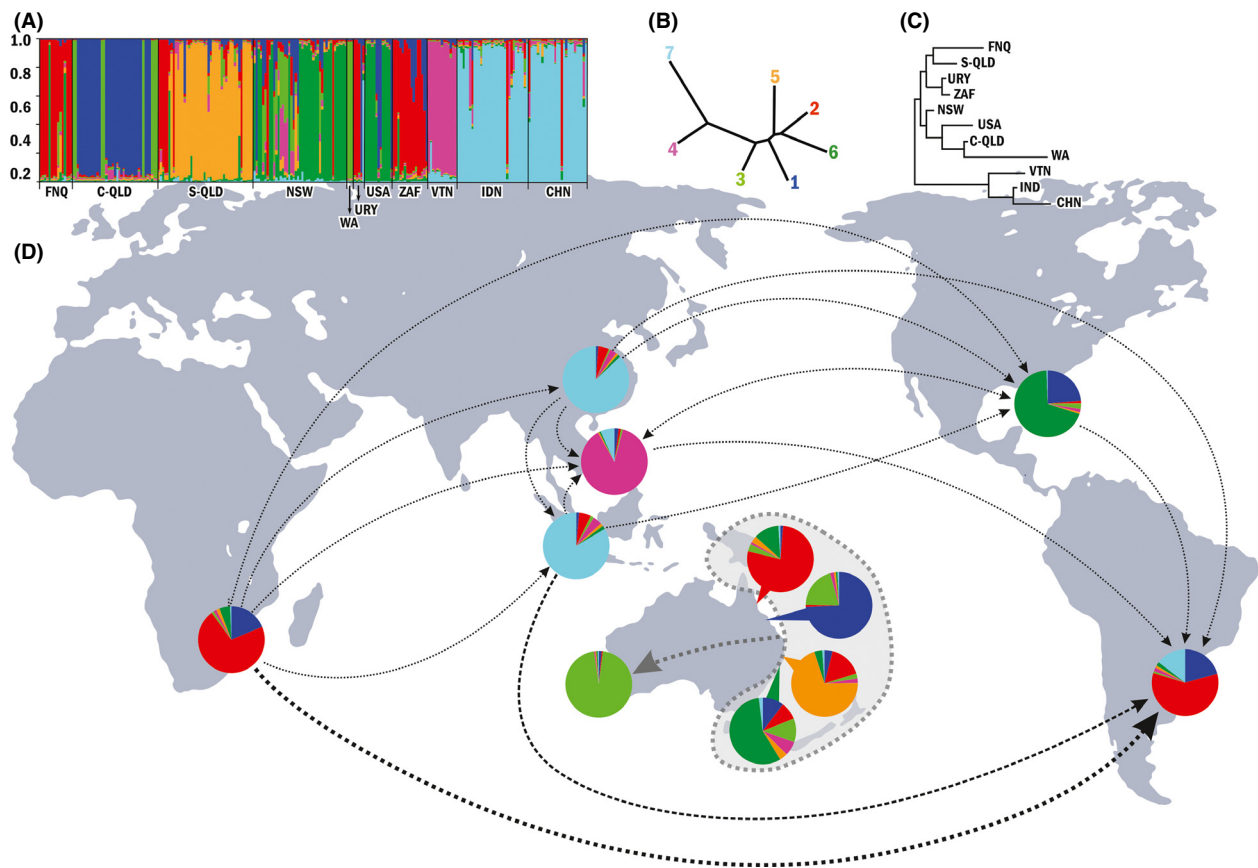 (A)
1.0
0.8
0.6
0.4
0.2
FNQ C-QLD S-QLD NSW USA ZAF VTN IDN CHN
WA URY
(B)
7
5
2
4
6
3
1
(C)
FNQ
S-QLD
URY
ZAF
NSW
USA
C-QLD
WA
VTN
IND
CHN
(D)